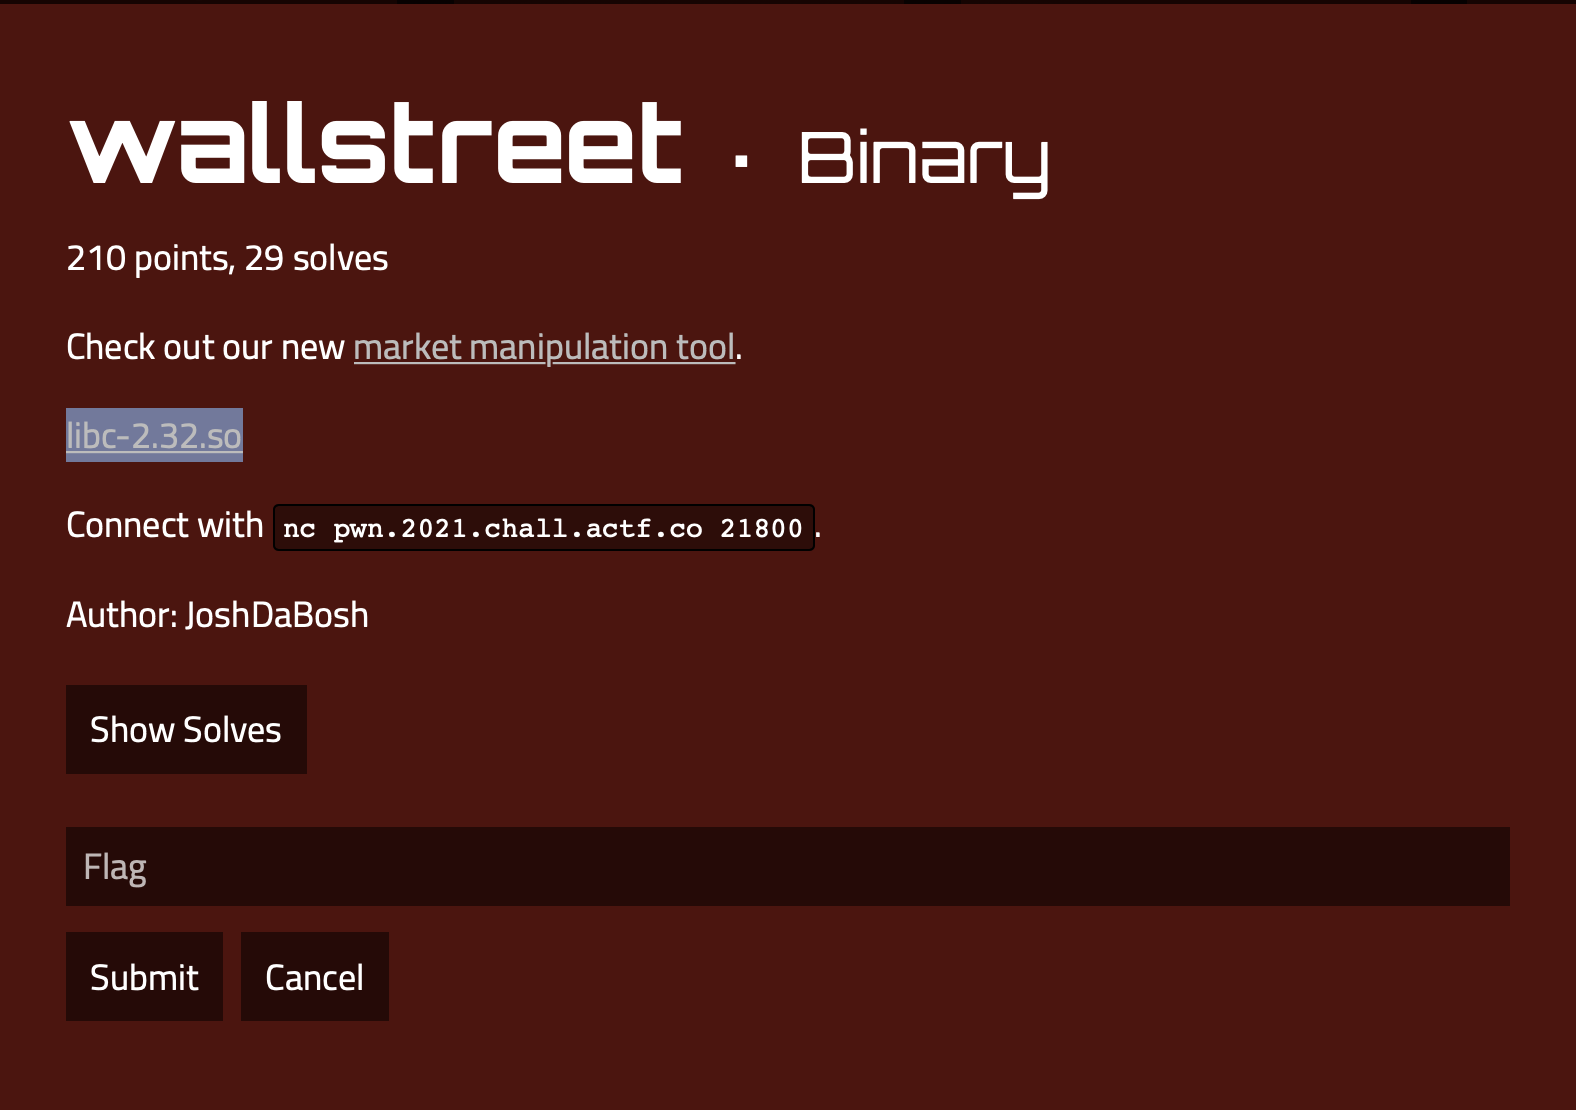 wallstreet · Binary
210 points, 29 solves
Check out our new market manipulation tool.
libc-2.32.so
Connect with nc pwn.2021.chall.actf.co 21800.
Author: JoshDaBosh
Show Solves
Flag
Submit Cancel